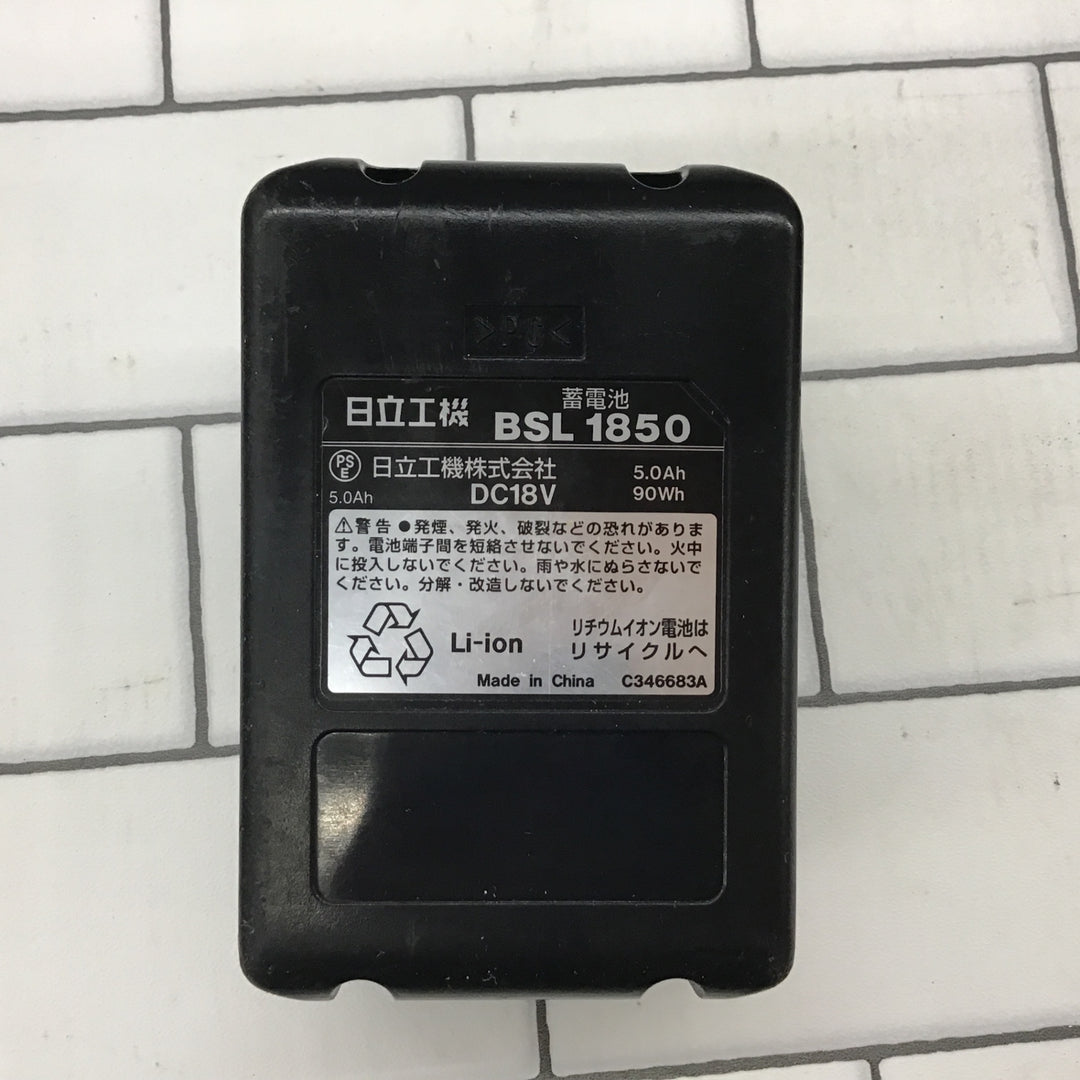 >PC<
日立工機 蓄電池
BSL 1850
PSE 日立工機株式会社 5.0Ah
5.0Ah DC18V 90Wh
⚠警告 ●発煙、発火、破裂などの恐れがありま
す。電池端子間を短絡させないでください。火中
に投入しないでください。雨や水にぬらさないで
ください。分解・改造しないでください。
Li-ion リチウムイオン電池は
リサイクルへ
Made in China C346683A